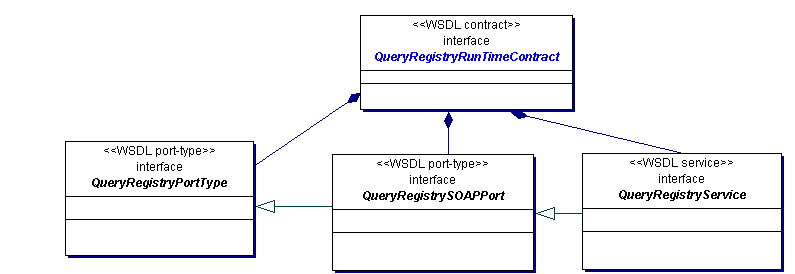 <<WSDL contract>>
interface
QueryRegistryRunTimeContract
<<WSDL port-type>>
interface
QueryRegistryPortType
<<WSDL port-type>>
interface
QueryRegistrySOAPPort
<<WSDL service>>
interface
QueryRegistryService